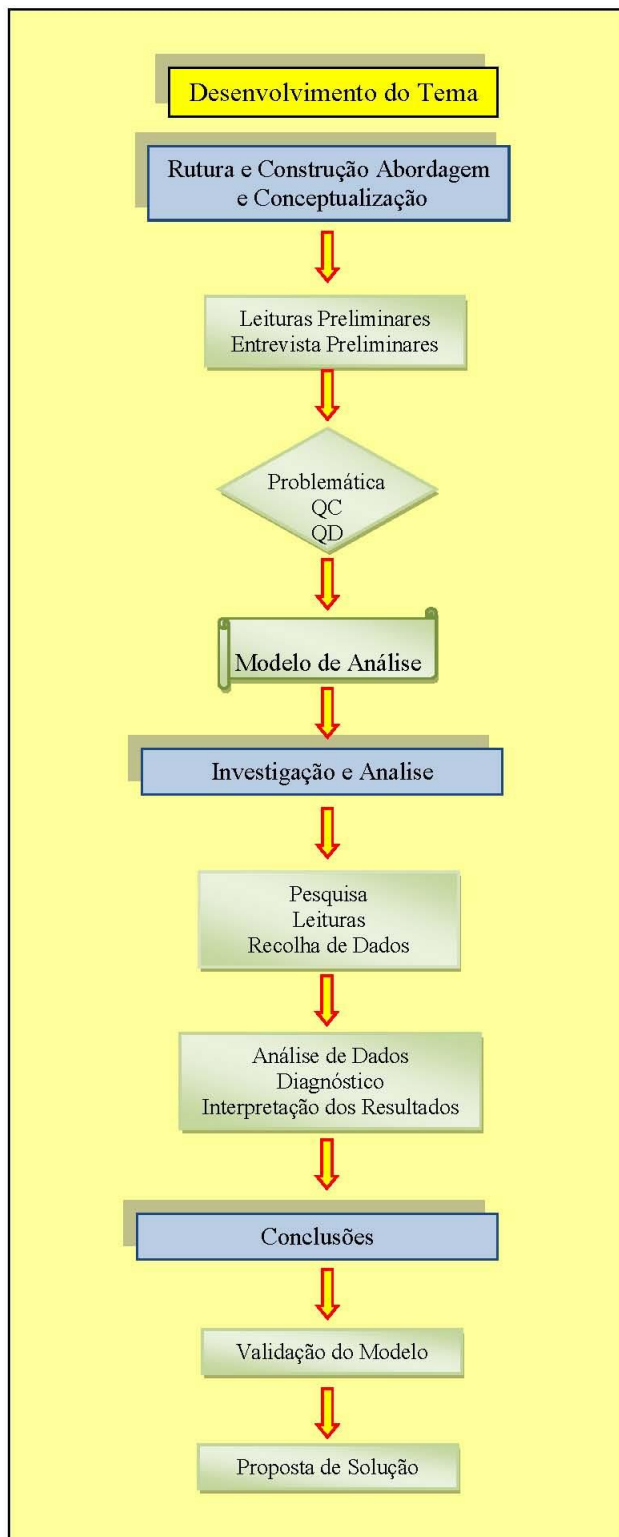 Desenvolvimento do Tema
Rutura e Construção Abordagem
e Conceptualização
Leituras Preliminares
Entrevista Preliminares
Problemática
QC
QD
Modelo de Análise
Investigação e Analise
Pesquisa
Leituras
Recolha de Dados
Análise de Dados
Diagnóstico
Interpretação dos Resultados
Conclusões
Validação do Modelo
Proposta de Solução